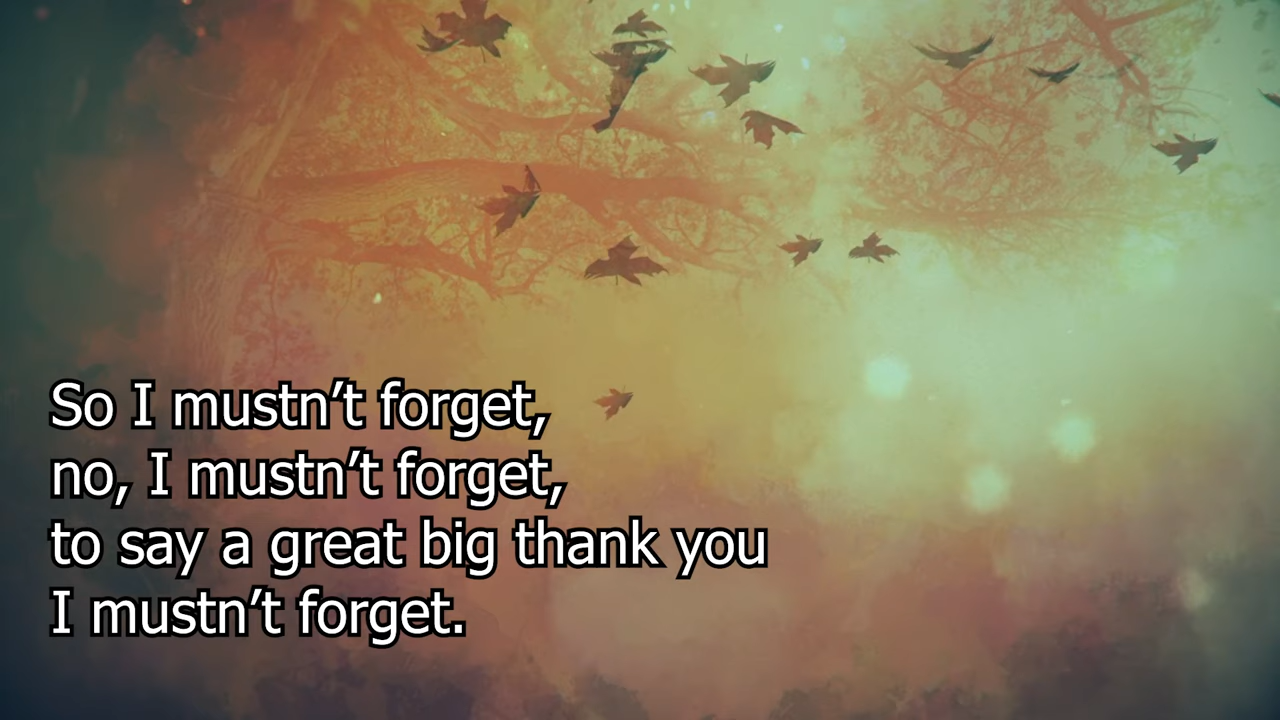 So I mustn’t forget,
no, I mustn’t forget,
to say a great big thank you
I mustn’t forget.